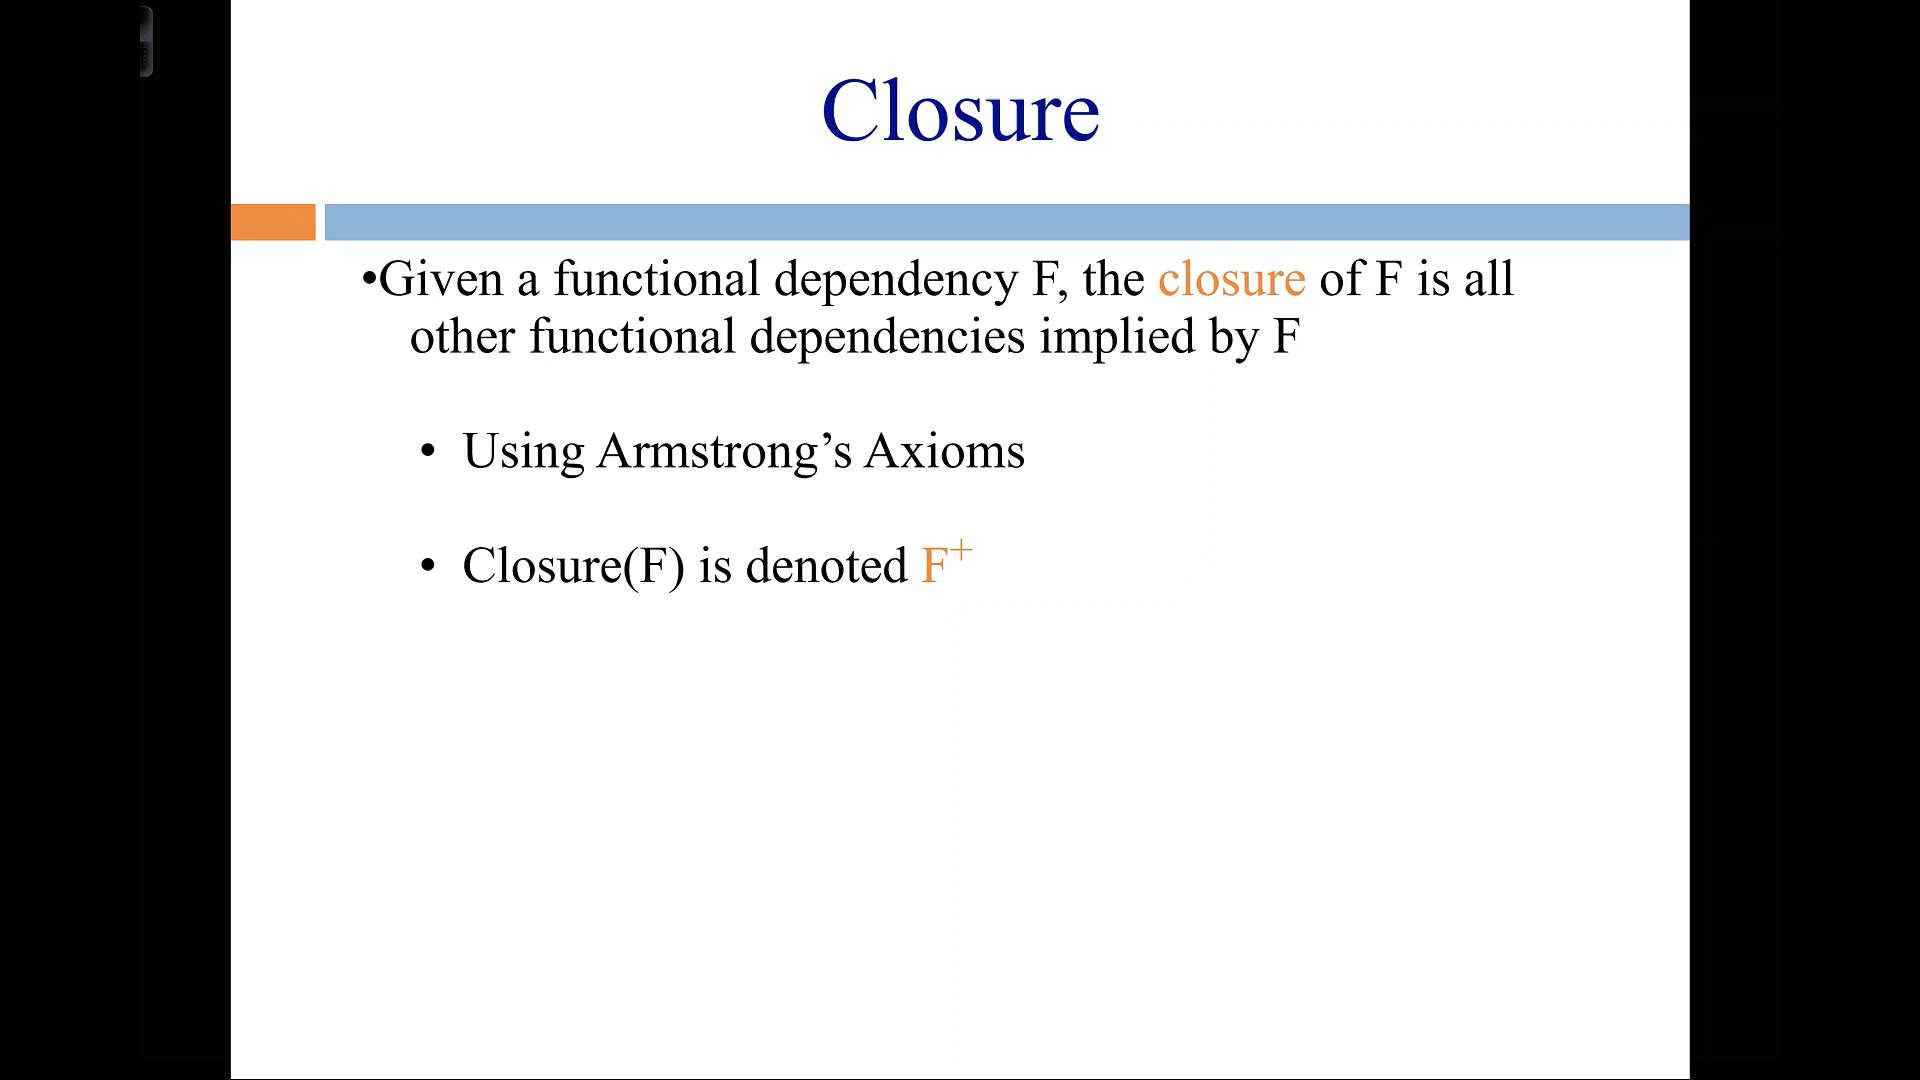 Closure
•Given a functional dependency F, the closure of F is all
other functional dependencies implied by F
• Using Armstrong’s Axioms
• Closure(F) is denoted F⁺